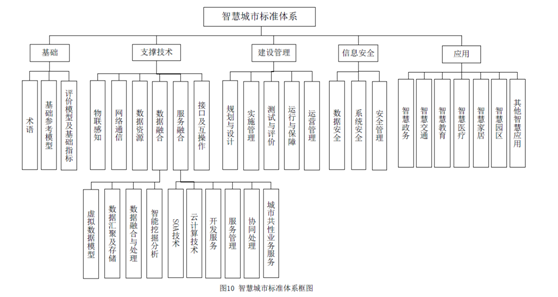 智慧城市标准体系
基础
支撑技术
建设管理
信息安全
应用
术语
基础参考模型
评价模型及基础指标
物联感知
网络通信
数据资源
数据融合
服务融合
接口及互操作
规划与设计
实施管理
测试与评价
运行与保障
运营管理
数据安全
系统安全
安全管理
智慧政务
智慧交通
智慧教育
智慧医疗
智慧家居
智慧园区
其他智慧应用
虚拟数据模型
数据汇聚及存储
数据融合与处理
智能挖掘分析
SOA技术
云计算技术
开发服务
服务管理
协同处理
城市共性业务服务
图10 智慧城市标准体系框图